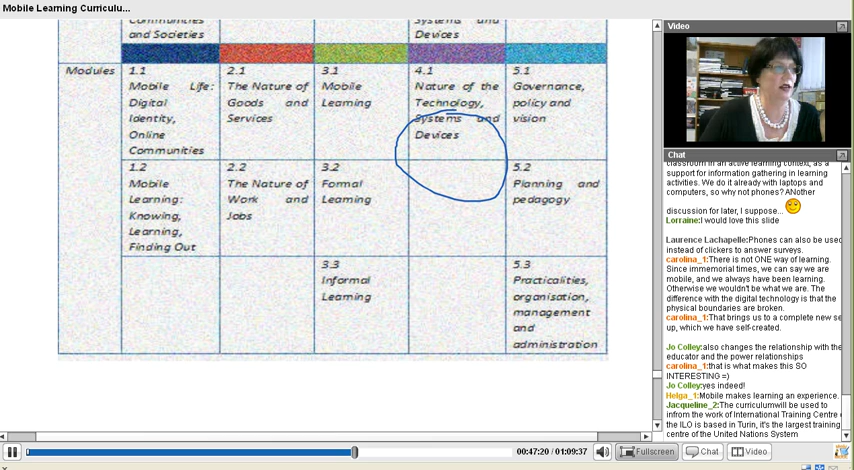 Mobile Learning Curriculu...
Communities
and Societies
Systems and
Devices
Modules
1.1
Mobile Life:
Digital
Identity,
Online
Communities
2.1
The Nature of
Goods and
Services
3.1
Mobile
Learning
4.1
Nature of the
Technology,
Systems and
Devices
5.1
Governance,
policy and
vision
1.2
Mobile
Learning:
Knowing,
Learning,
Finding Out
2.2
The Nature of
Work and
Jobs
3.2
Formal
Learning
5.2
Planning and
pedagogy
3.3
Informal
Learning
5.3
Practicalities,
organisation,
management
and
administration
Video
Chat
classroom in an active learning context, as a
support for information gathering in learning
activities. We do it already with laptops and
computers, so why not phones? ANother
discussion for later, I suppose...
Lorraine:I would love this slide
Laurence Lachapelle:Phones can also be used
instead of clickers to answer surveys.
carolina_1:There is not ONE way of learning.
Since immemorial times, we can say we are
mobile, and we always have been learning.
Otherwise we wouldn't be what we are. The
difference with the digital technology is that the
physical boundaries are broken.
carolina_1:That brings us to a complete new se
up, which we have self-created.
Jo Colley:also changes the relationship with the
educator and the power relationships
carolina_1:that is what makes this SO
INTERESTING =)
Jo Colley:yes indeed!
Helga_1:Mobile makes learning an experience.
Jacqueline_2:The curriculumwill be used to
infrom the work of International Training Centre
the ILO is based in Turin, it's the largest training
centre of the United Nations System
00:47:20 / 01:09:37
Fullscreen
Chat
Video